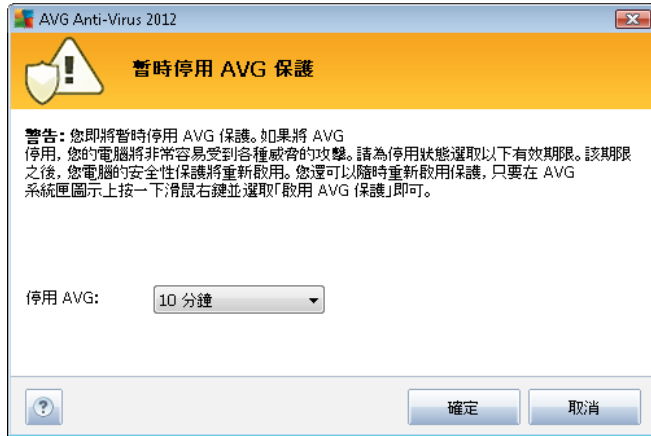 AVG Anti-Virus 2012
暫時停用 AVG 保護
警告: 您即將暫時停用 AVG 保護。如果將 AVG
停用, 您的電腦將非常容易受到各種威脅的攻擊。請為停用狀態選取以下有效期限。該期限
之後, 您電腦的安全性保護將重新啟用。您還可以隨時重新啟用保護, 只要在 AVG
系統匣圖示上按一下滑鼠右鍵並選取「啟用 AVG 保護」即可。
停用 AVG:
10 分鐘
?
確定
取消